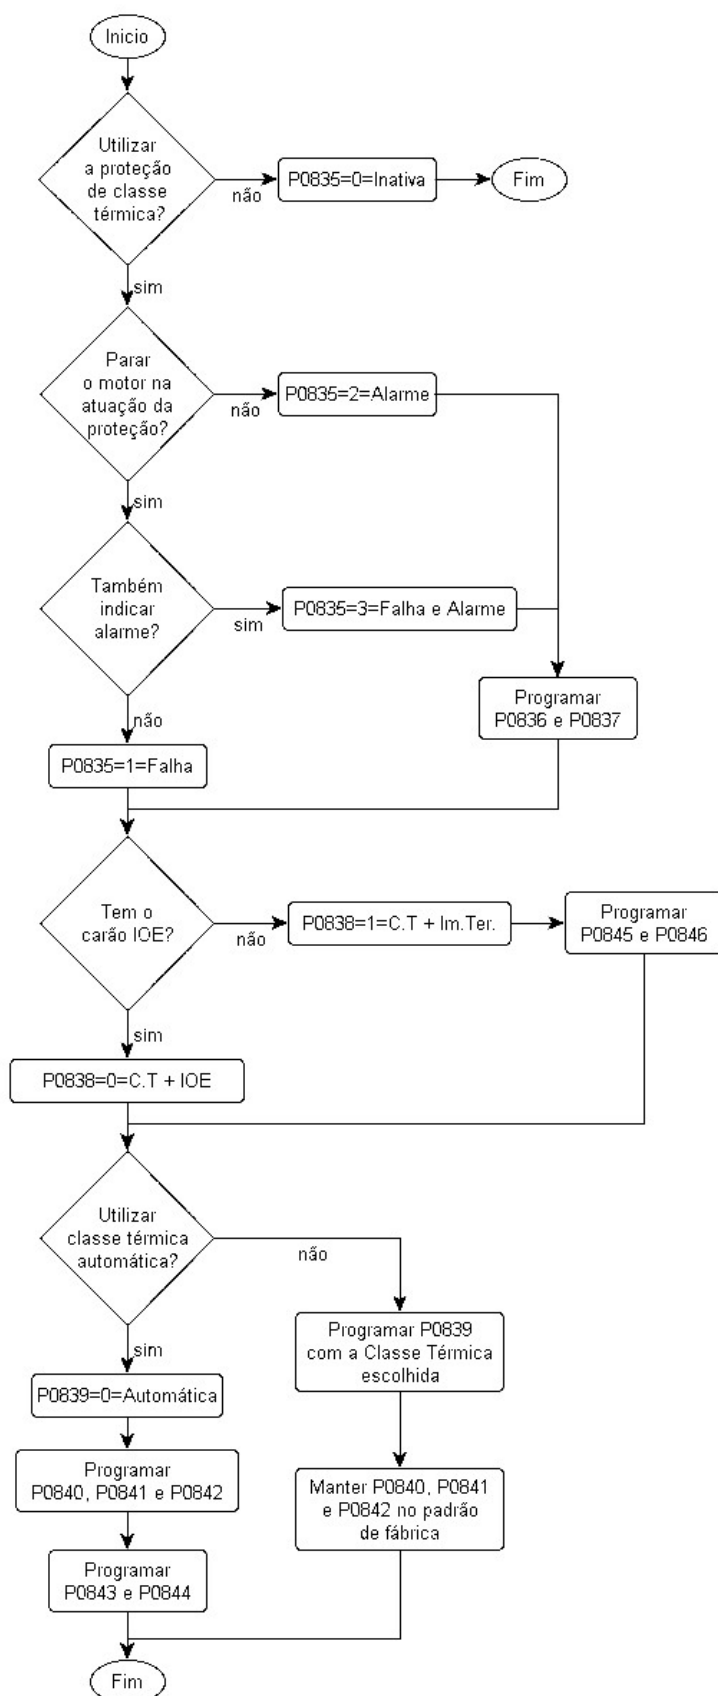 Inicio
Utilizar
a proteção
de classe
térmica?
não
P0835=0=Inativa
Fim
sim
Parar
o motor na
atuação da
proteção?
não
P0835=2=Alarme
sim
Também
indicar
alarme?
sim
P0835=3=Falha e Alarme
Programar
P0836 e P0837
não
P0835=1=Falha
Tem o
carão IOE?
não
P0838=1=C.T + Im.Ter.
Programar
P0845 e P0846
sim
P0838=0=C.T + IOE
Utilizar
classe térmica
automática?
não
Programar P0839
com a Classe Térmica
escolhida
sim
P0839=0=Automática
Programar
P0840, P0841 e P0842
Manter P0840, P0841
e P0842 no padrão
de fábrica
Programar
P0843 e P0844
Fim